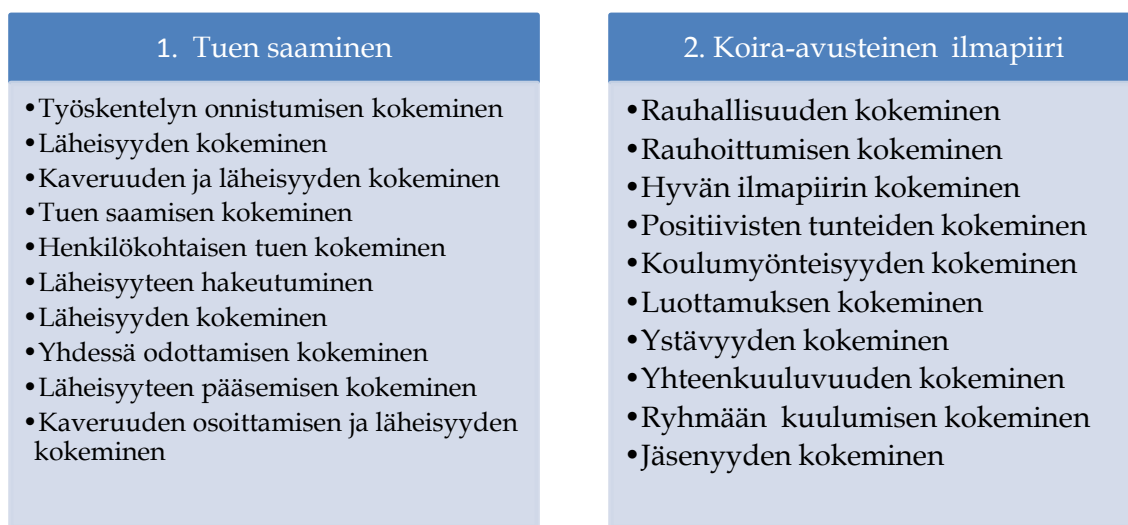 1. Tuen saaminen
•Työskentelyn onnistumisen kokeminen
•Läheisyyden kokeminen
•Kaveruuden ja läheisyyden kokeminen
•Tuen saamisen kokeminen
•Henkilökohtaisen tuen kokeminen
•Läheisyyteen hakeutuminen
•Läheisyyden kokeminen
•Yhdessä odottamisen kokeminen
•Läheisyyteen pääsemisen kokeminen
•Kaveruuden osoittamisen ja läheisyyden
kokeminen
2. Koira-avusteinen ilmapiiri
•Rauhallisuuden kokeminen
•Rauhoittumisen kokeminen
•Hyvän ilmapiirin kokeminen
•Positiivisten tunteiden kokeminen
•Koulumyönteisyyden kokeminen
•Luottamuksen kokeminen
•Ystävyyden kokeminen
•Yhteenkuuluvuuden kokeminen
•Ryhmään kuulumisen kokeminen
•Jäsenyyden kokeminen